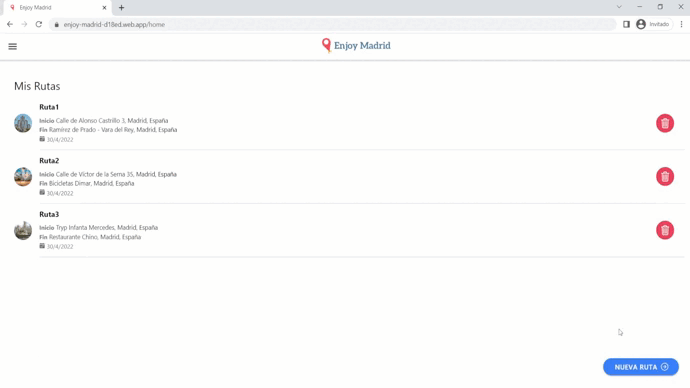 Enjoy Madrid
enjoy-madrid-d18ed.web.app/home
Invitado
Enjoy Madrid
Mis Rutas
Ruta1
Inicio Calle de Alonso Castrillo 3, Madrid, España
Fin Ramírez de Prado - Vara del Rey, Madrid, España
30/4/2022
Ruta2
Inicio Calle de Víctor de la Serna 35, Madrid, España
Fin Bicicletas Dimar, Madrid, España
30/4/2022
Ruta3
Inicio Tryp Infanta Mercedes, Madrid, España
Fin Restaurante Chino, Madrid, España
30/4/2022
NUEVA RUTA